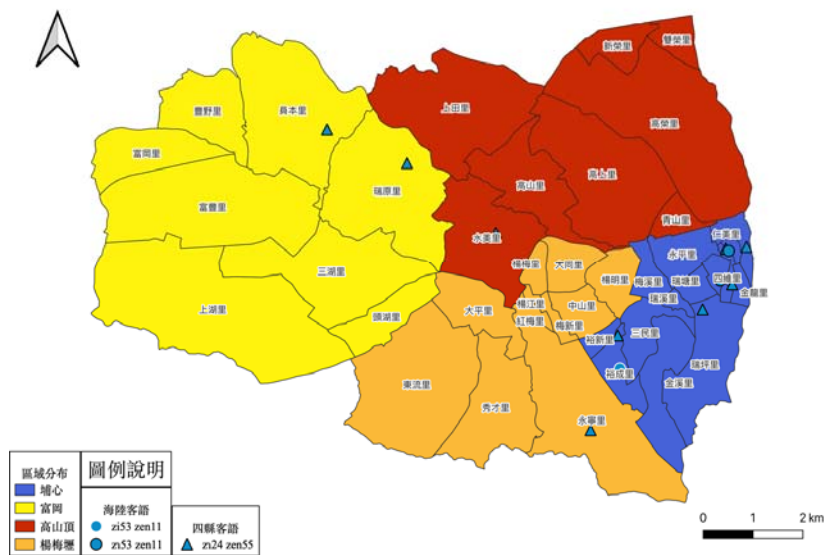 新榮里
雙榮里
豐野里
員本里
上田里
高榮里
富岡里
瑞原里
高山里
高上里
富豐里
青山里
水美里
仁美里
永平里
楊梅里
大同里
三湖里
楊明里
梅溪里
瑞塘里
四維里
金龍里
瑞溪里
上湖里
頭湖里
大平里
楊江里
中山里
紅梅里
梅新里
裕新里
三民里
瑞坪里
裕成里
金溪里
東流里
秀才里
永寧里
區域分布
埔心
富岡
高山頂
楊梅壢
圖例說明
海陸客語
zi53 zen11
zɿ53 zen11
四縣客語
zɿ24 zen55
0 1 2 km